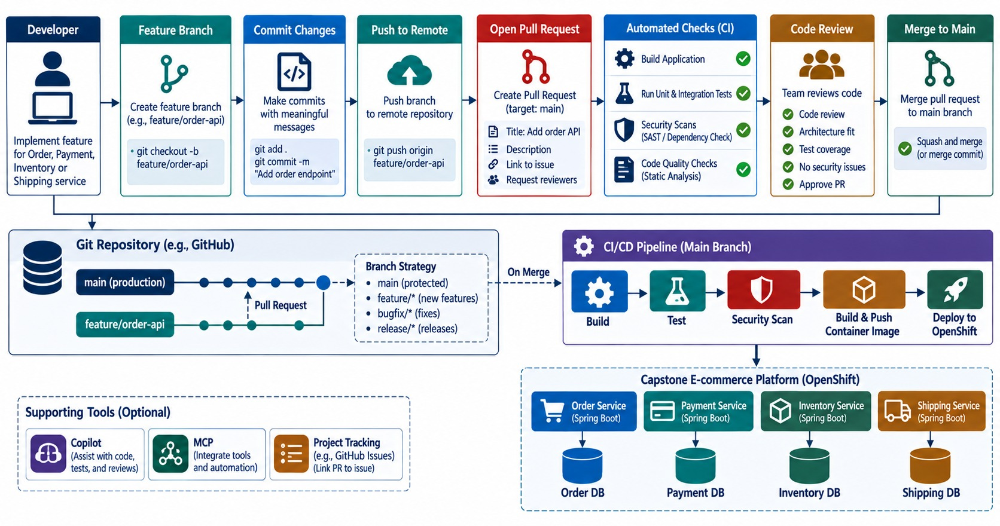 Developer
Implement feature
for Order, Payment,
Inventory or
Shipping service
Feature Branch
Create feature branch
(e.g., feature/order-api)
• git checkout -b
feature/order-api
Commit Changes
</>
Make commits
with meaningful
messages
git add .
git commit -m
"Add order endpoint"
Push to Remote
Push branch
to remote repository
• git push origin
feature/order-api
Open Pull Request
Create Pull Request
(target: main)
Title: Add order API
Description
Link to issue
Request reviewers
Automated Checks (CI)
Build Application
Run Unit & Integration Tests
Security Scans
(SAST / Dependency Check)
Code Quality Checks
(Static Analysis)
Code Review
Team reviews code
Code review
Architecture fit
Test coverage
No security issues
Approve PR
Merge to Main
Merge pull request
to main branch
Squash and merge
(or merge commit)
Git Repository (e.g., GitHub)
main (production)
Pull Request
feature/order-api
Branch Strategy
• main (protected)
• feature/* (new features)
• bugfix/* (fixes)
• release/* (releases)
On Merge
CI/CD Pipeline (Main Branch)
Build
Test
Security Scan
Build & Push
Container Image
Deploy to
OpenShift
Supporting Tools (Optional)
Copilot
(Assist with code,
tests, and reviews)
MCP
(Integrate tools
and automation)
Project Tracking
(e.g., GitHub Issues)
(Link PR to issue)
Capstone E-commerce Platform (OpenShift)
Order Service
(Spring Boot)
Payment Service
(Spring Boot)
Inventory Service
(Spring Boot)
Shipping Service
(Spring Boot)
Order DB
Payment DB
Inventory DB
Shipping DB